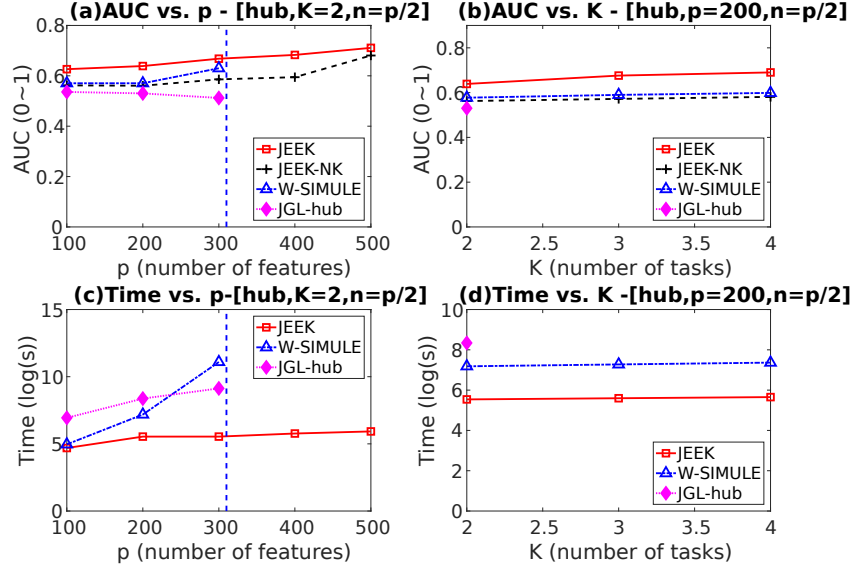 (a)AUC vs. p - [hub,K=2,n=p/2]
0.8
0.6
0.4
0.2
0
AUC (0~1)
JEEK
JEEK-NK
W-SIMULE
JGL-hub
100 200 300 400 500
p (number of features)
(b)AUC vs. K - [hub,p=200,n=p/2]
0.8
0.6
0.4
0.2
0
AUC (0~1)
JEEK
JEEK-NK
W-SIMULE
JGL-hub
2 2.5 3 3.5 4
K (number of tasks)
(c)Time vs. p-[hub,K=2,n=p/2]
15
10
5
0
Time (log(s))
JEEK
W-SIMULE
JGL-hub
100 200 300 400 500
p (number of features)
(d)Time vs. K -[hub,p=200,n=p/2]
10
8
6
4
2
0
Time (log(s))
JEEK
W-SIMULE
JGL-hub
2 2.5 3 3.5 4
K (number of tasks)